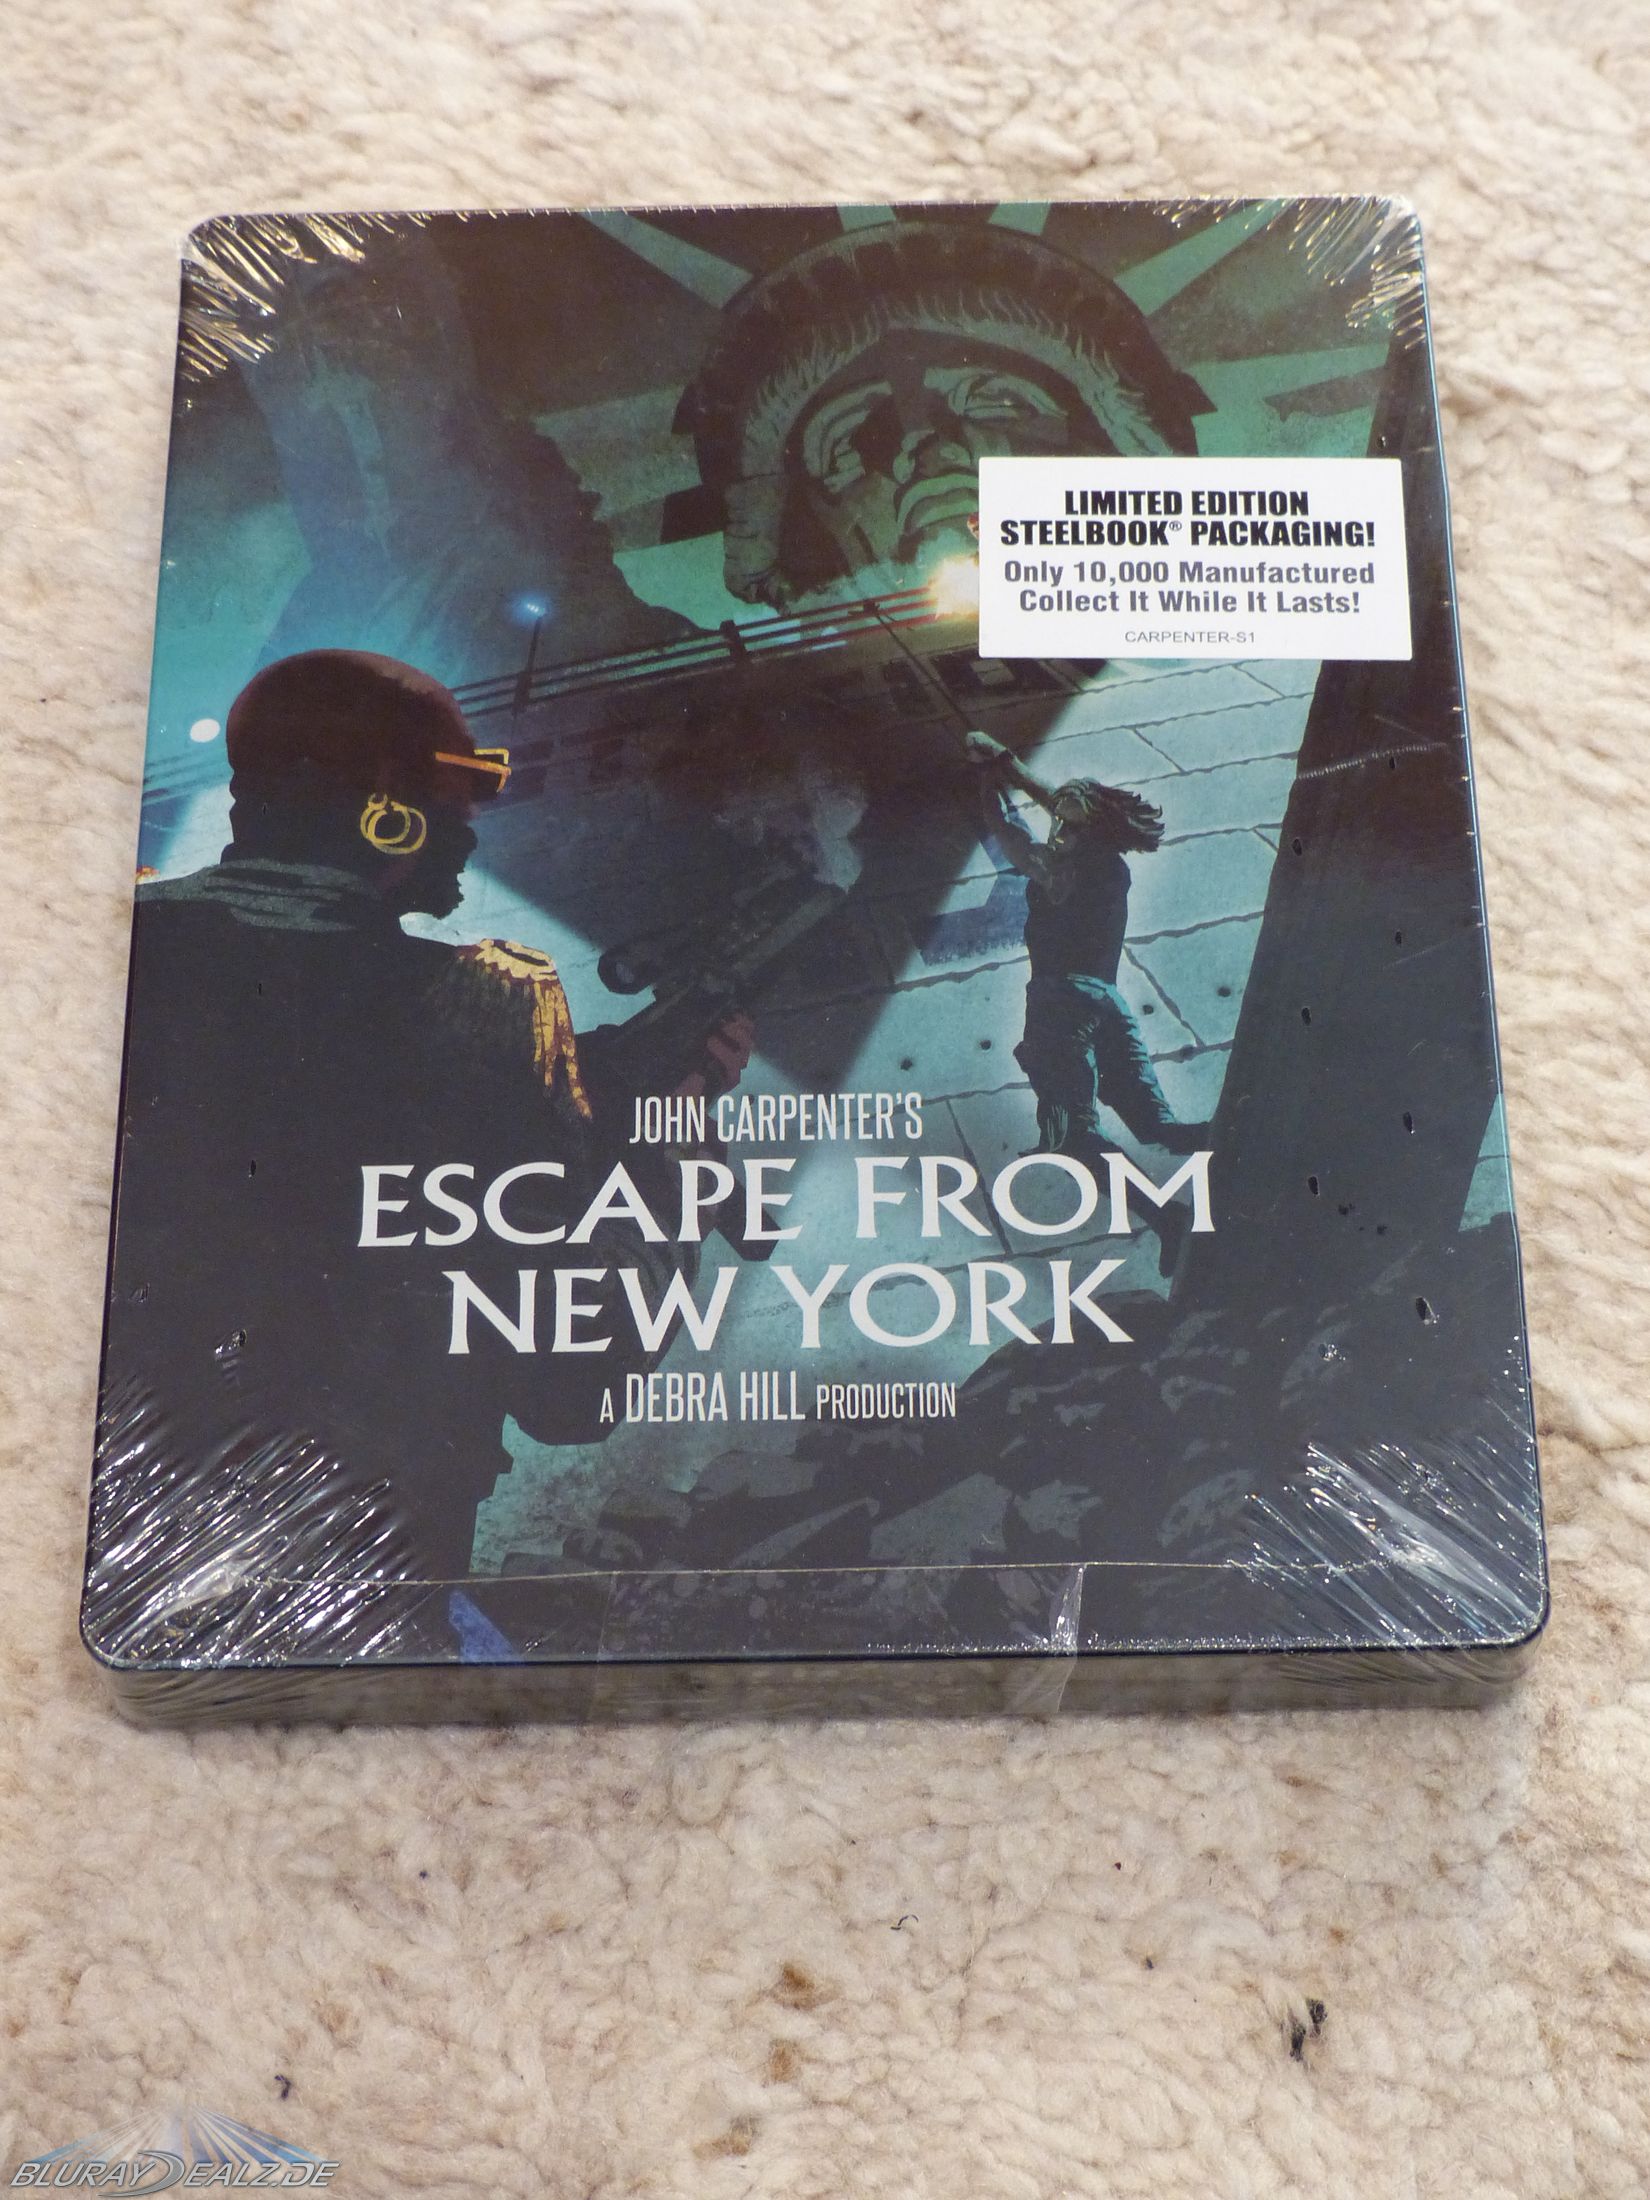 LIMITED EDITION
STEELBOOK® PACKAGING!
Only 10,000 Manufactured
Collect It While It Lasts!
CARPENTER-S1
JOHN CARPENTER'S
ESCAPE FROM
NEW YORK
A DEBRA HILL PRODUCTION
BLURAYDEALZ.DE